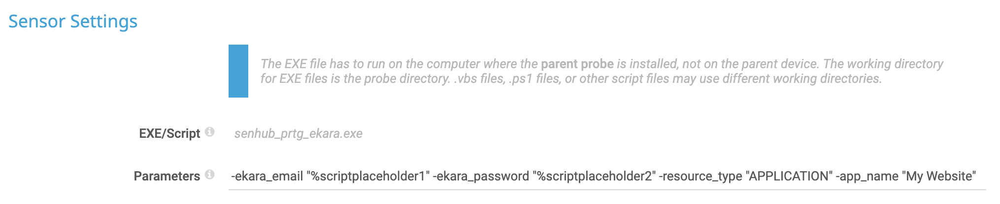 Sensor Settings
The EXE file has to run on the computer where the parent probe is installed, not on the parent device. The working directory
for EXE files is the probe directory. .vbs files, .ps1 files, or other script files may use different working directories.
EXE/Script senhub_prtg_ekara.exe
Parameters -ekara_email "%scriptplaceholder1" -ekara_password "%scriptplaceholder2" -resource_type "APPLICATION" -app_name "My Website"